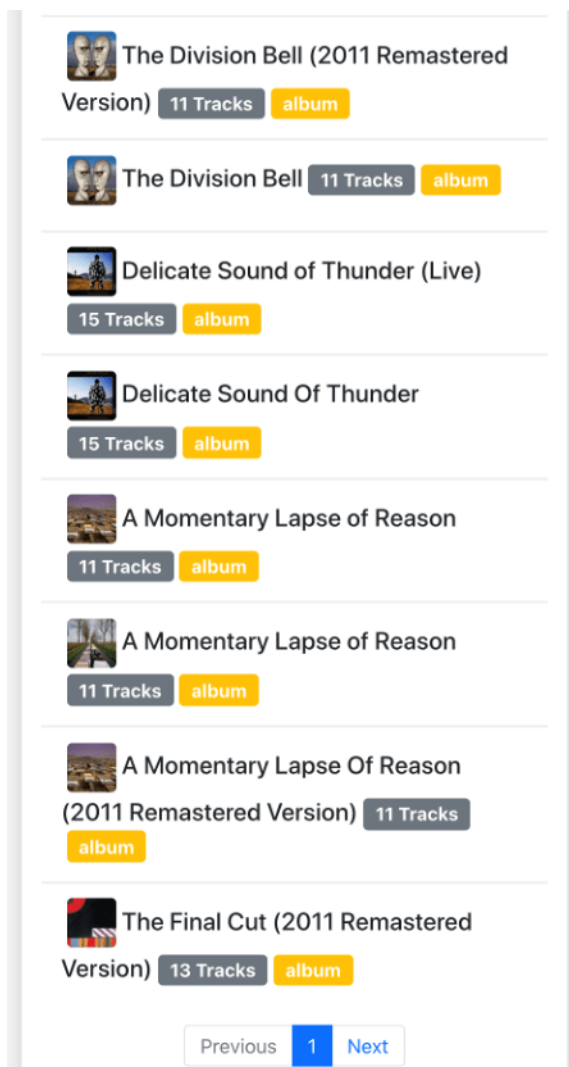 The Division Bell (2011 Remastered
Version) 11 Tracks album
The Division Bell 11 Tracks album
Delicate Sound of Thunder (Live)
15 Tracks album
Delicate Sound Of Thunder
15 Tracks album
A Momentary Lapse of Reason
11 Tracks album
A Momentary Lapse of Reason
11 Tracks album
A Momentary Lapse Of Reason
(2011 Remastered Version) 11 Tracks
album
The Final Cut (2011 Remastered
Version) 13 Tracks album
Previous 1 Next